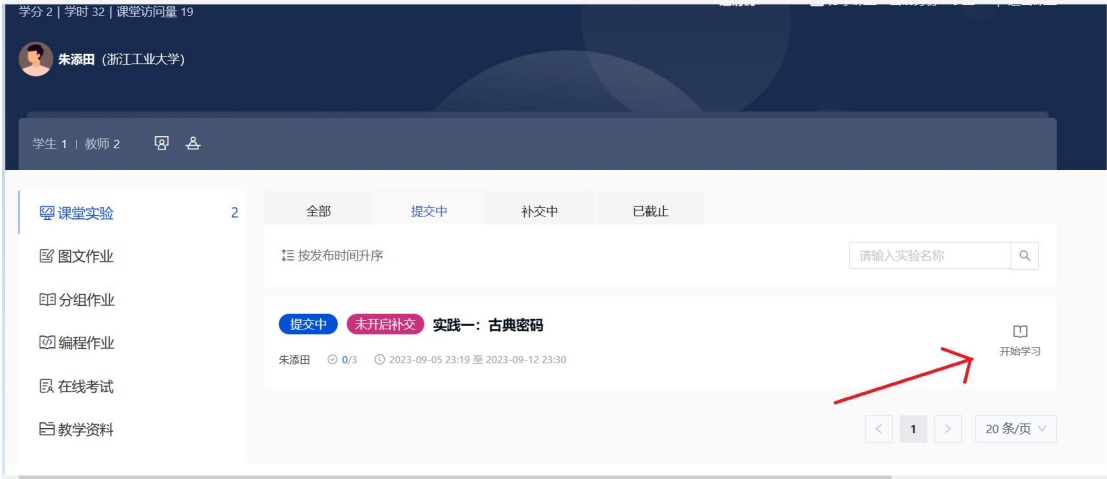 学分 2 | 学时 32 | 课堂访问量 19
朱添田 (浙江工业大学)
学生 1 | 教师 2
课堂实验 2
图文作业
分组作业
编程作业
在线考试
教学资料
全部 提交中 补交中 已截止
按发布时间升序 请输入实验名称
提交中 未开启补交 实践一：古典密码
朱添田 0/3 2023-09-05 23:19 至 2023-09-12 23:30
开始学习
< 1 > 20 条/页